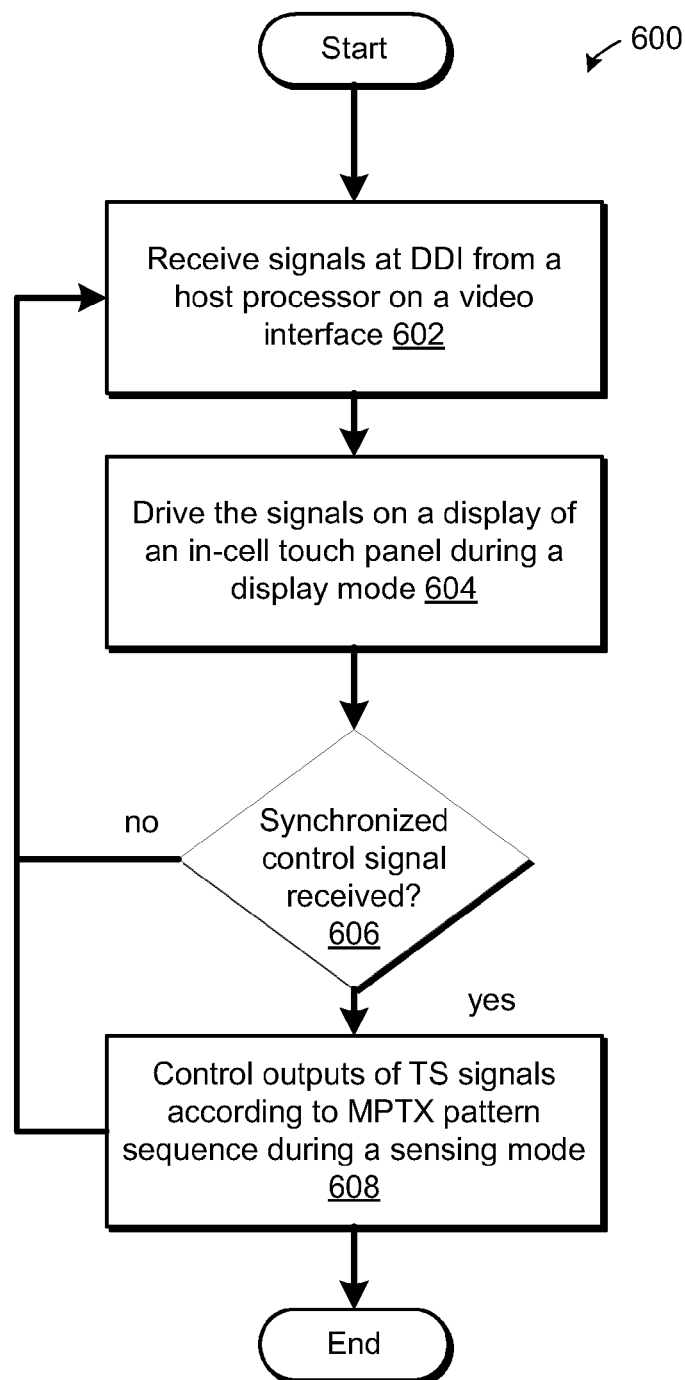 Start
600
Receive signals at DDI from a
host processor on a video
interface 602
Drive the signals on a display of
an in-cell touch panel during a
display mode 604
no
Synchronized
control signal
received?
606
yes
Control outputs of TS signals
according to MPTX pattern
sequence during a sensing mode
608
End